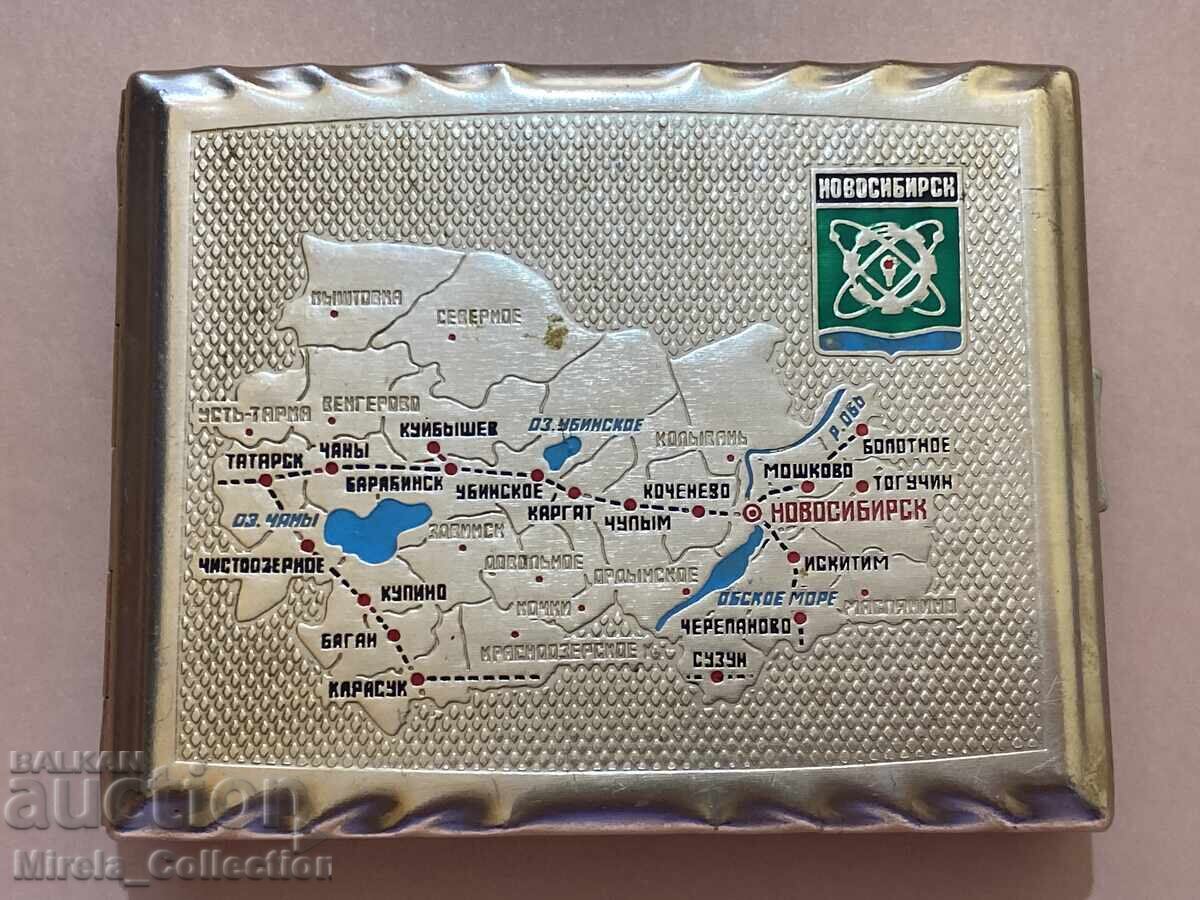 НОВОСИБИРСК
КЫШТОВКА
СЕВЕРНОЕ
УСТЬ-ТАРКА
ВЕНГЕРОВО
КУЙБЫШЕВ
ОЗ. УБИНСКОЕ
КОЛЫВАНЬ
Р. ОБЬ
БОЛОТНОЕ
ТАТАРСК
ЧАНЫ
БАРАБИНСК
УБИНСКОЕ
КАРГАТ
ЧУЛЫМ
КОЧЕНЕВО
МОШКОВО
ТОГУЧИН
НОВОСИБИРСК
ОЗ. ЧАНЫ
ЗДВИНСК
ДОВОЛЬНОЕ
ОРДЫНСКОЕ
ИСКИТИМ
ЧИСТООЗЕРНОЕ
КУПИНО
КОЧКИ
ОБСКОЕ МОРЕ
МАСЛЯНИНО
БАГАН
КРАСНООЗЕРСКОЕ
ЧЕРЕПАНОВО
СУЗУН
КАРАСУК
BALKAN
auction
Mirela_Collection